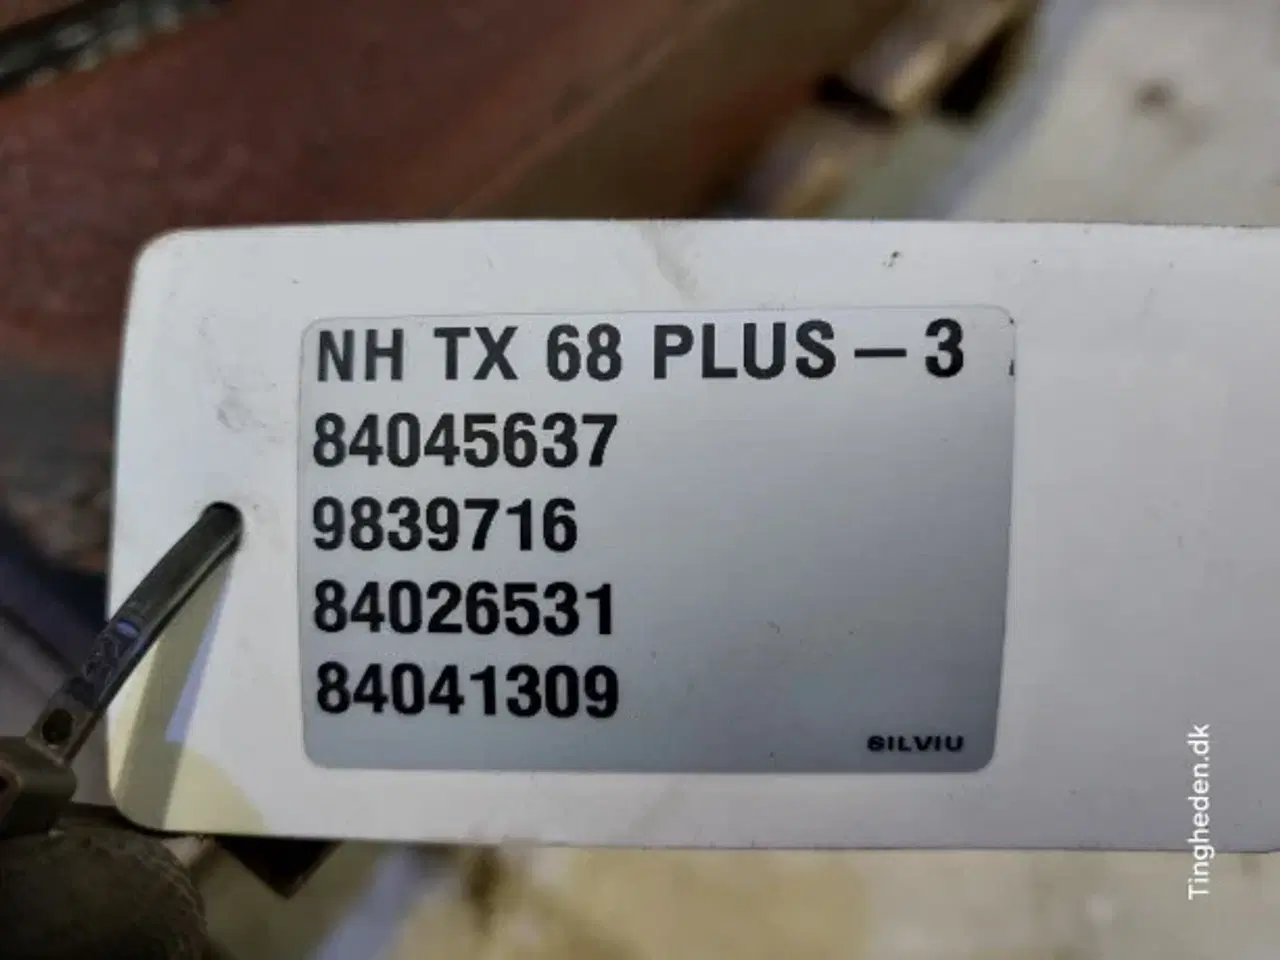 NH TX 68 PLUS – 3
84045637
9839716
84026531
84041309
SILVIU
Tingheden.dk